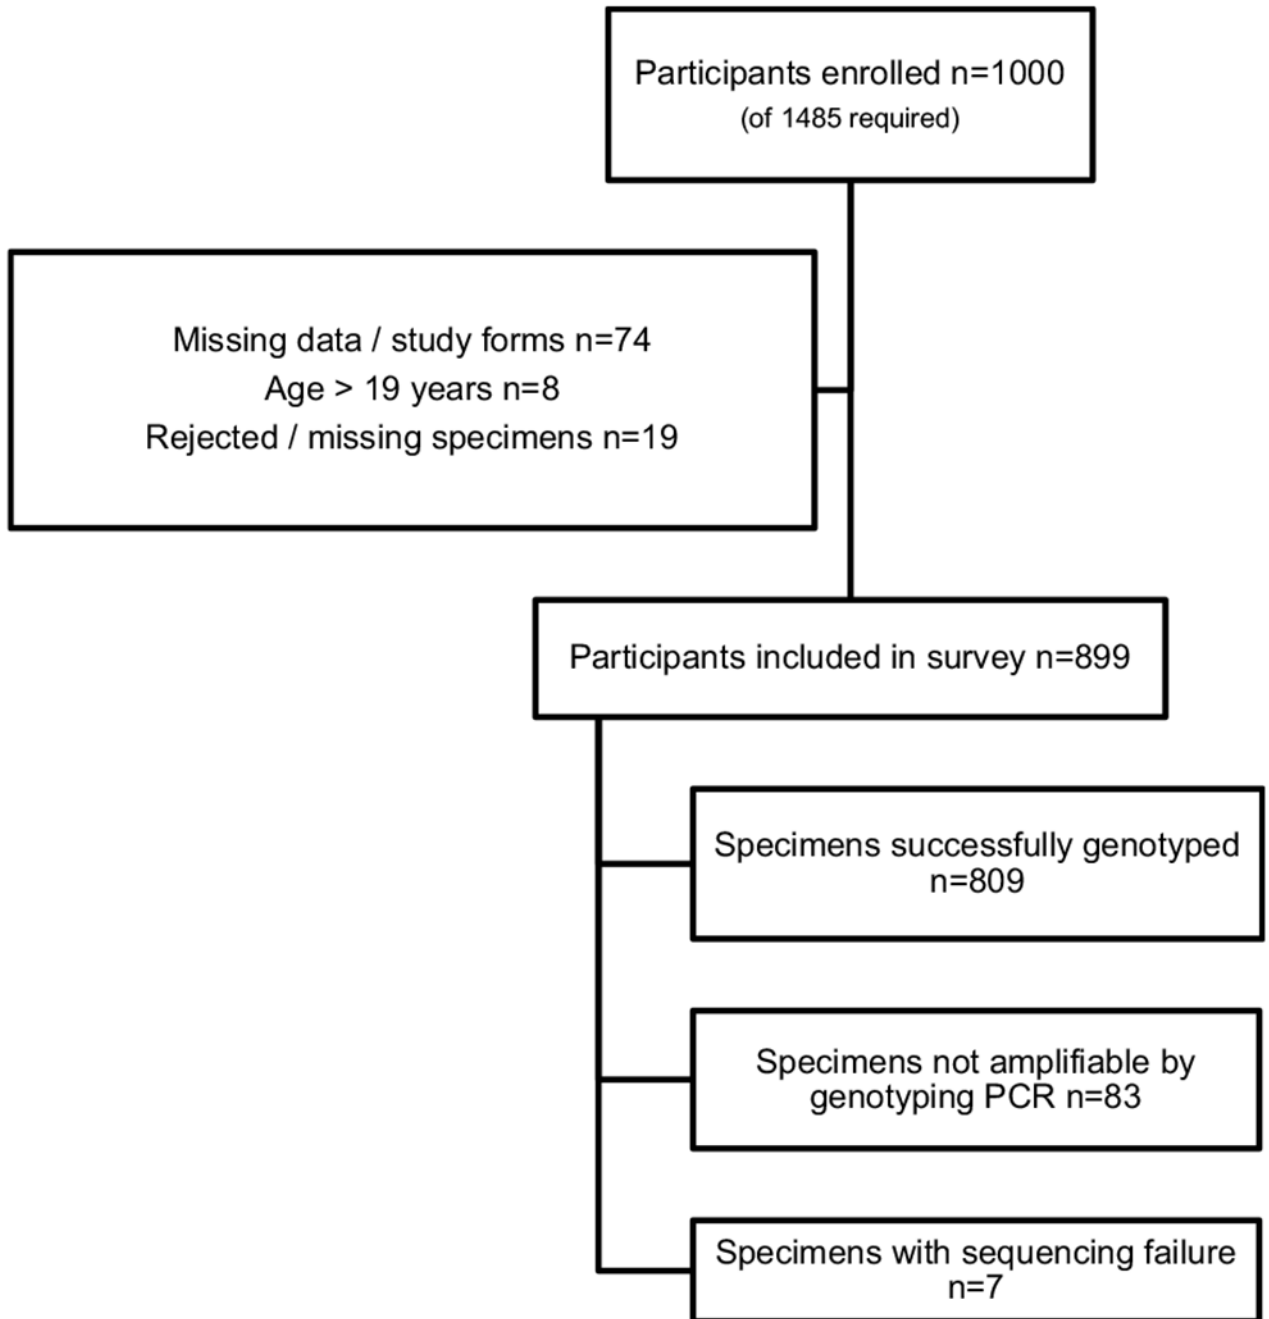 Participants enrolled n=1000
(of 1485 required)
Missing data / study forms n=74
Age > 19 years n=8
Rejected / missing specimens n=19
Participants included in survey n=899
Specimens successfully genotyped
n=809
Specimens not amplifiable by
genotyping PCR n=83
Specimens with sequencing failure
n=7